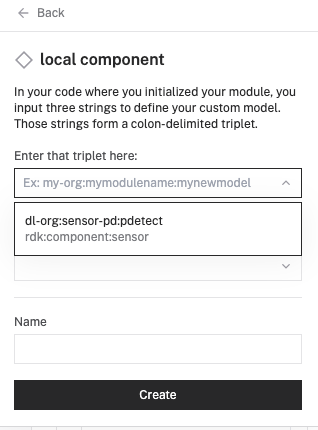 Back
local component
In your code where you initialized your module, you
input three strings to define your custom model.
Those strings form a colon-delimited triplet.
Enter that triplet here:
Ex: my-org:mymodulename:mynewmodel
dl-org:sensor-pd:pdetect
rdk:component:sensor
Name
Create